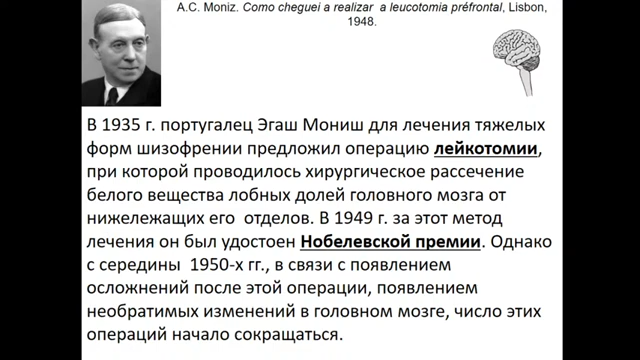 A.C. Moniz. Como cheguei a realizar a leucotomia préfrontal, Lisbon,
1948.
В 1935 г. португалец Эгаш Мониш для лечения тяжелых
форм шизофрении предложил операцию лейкотомии,
при которой проводилось хирургическое рассечение
белого вещества лобных долей головного мозга от
нижележащих его отделов. В 1949 г. за этот метод
лечения он был удостоен Нобелевской премии. Однако
с середины 1950-х гг., в связи с появлением
осложнений после этой операции, появлением
необратимых изменений в головном мозге, число этих
операций начало сокращаться.